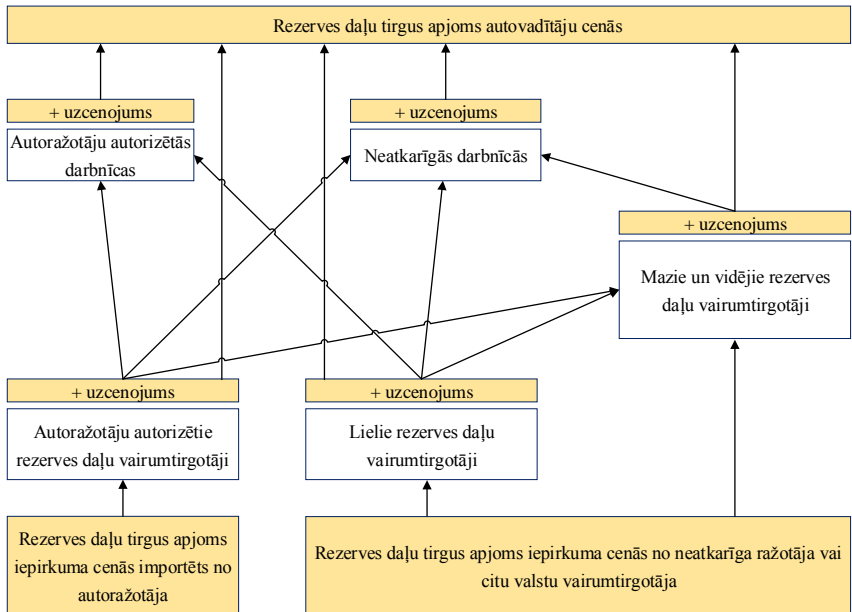 Rezerves daļu tirgus apjoms autovadītāju cenās
+ uzcenojums
Autoražotāju autorizētās
darbnīcas
+ uzcenojums
Neatkarīgās darbnīcās
+ uzcenojums
Mazie un vidējie rezerves
daļu vairumtirgotāji
+ uzcenojums
Autoražotāju autorizētie
rezerves daļu vairumtirgotāji
+ uzcenojums
Lielie rezerves daļu
vairumtirgotāji
Rezerves daļu tirgus apjoms
iepirkuma cenās importēts no
autoražotāja
Rezerves daļu tirgus apjoms iepirkuma cenās no neatkarīga ražotāja vai
citu valstu vairumtirgotāja